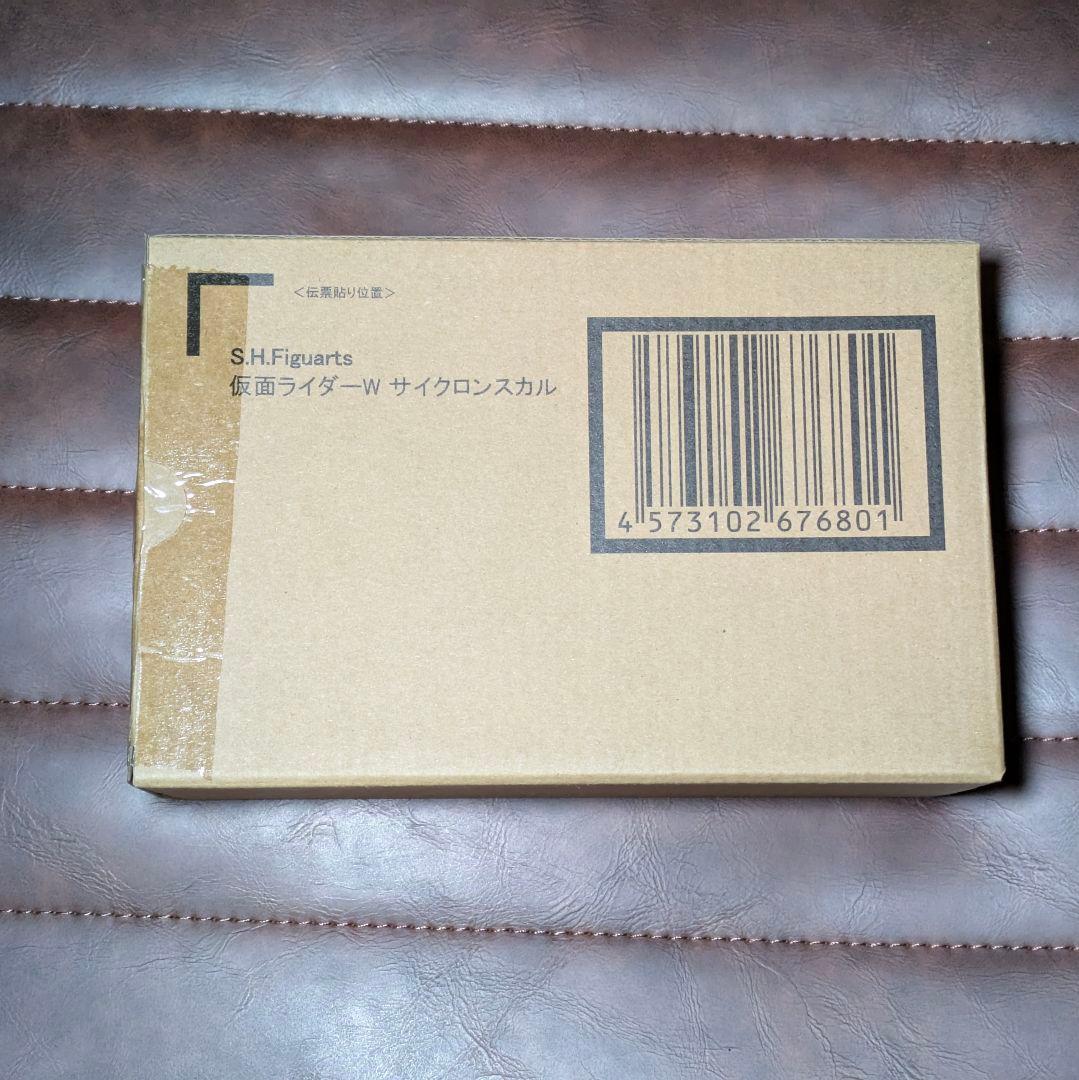 ＜伝票貼り位置＞
S.H.Figuarts
仮面ライダーW サイクロンスカル
4 573102 676801